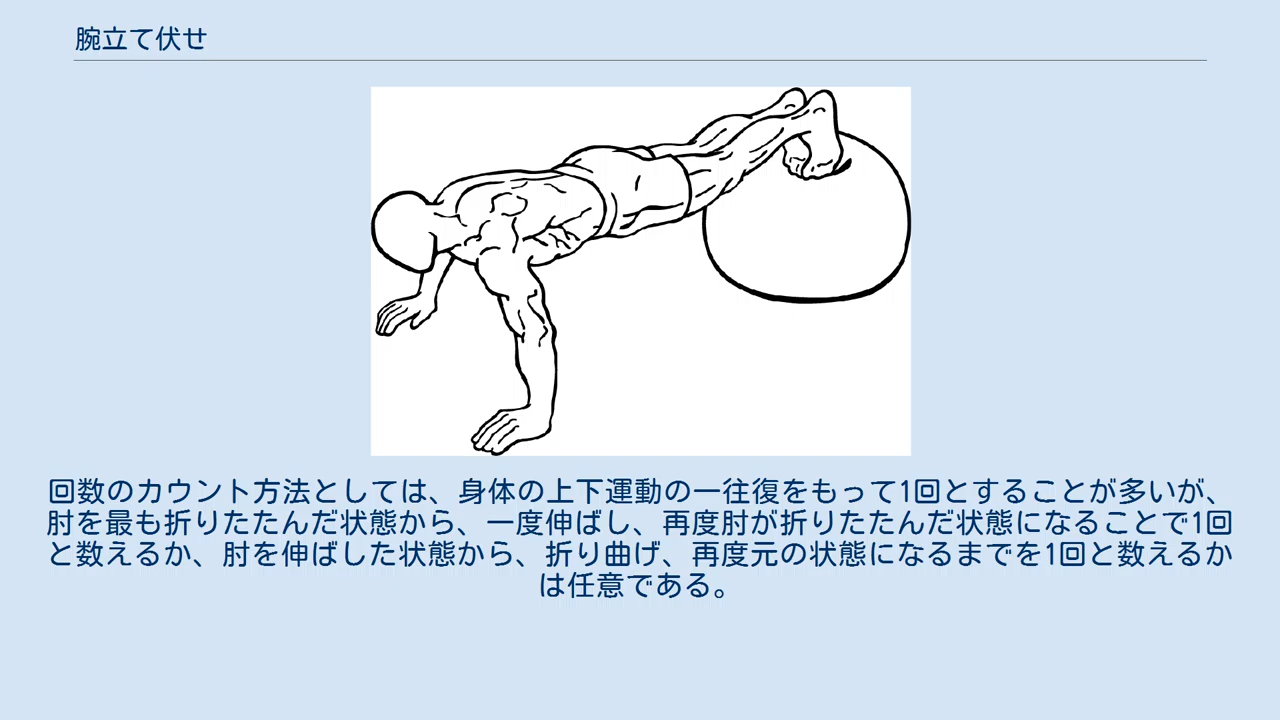 腕立て伏せ
回数のカウント方法としては、身体の上下運動の一往復をもって1回とすることが多いが、
肘を最も折りたたんだ状態から、一度伸ばし、再度肘が折りたたんだ状態になることで1回
と数えるか、肘を伸ばした状態から、折り曲げ、再度元の状態になるまでを1回と数えるか
は任意である。